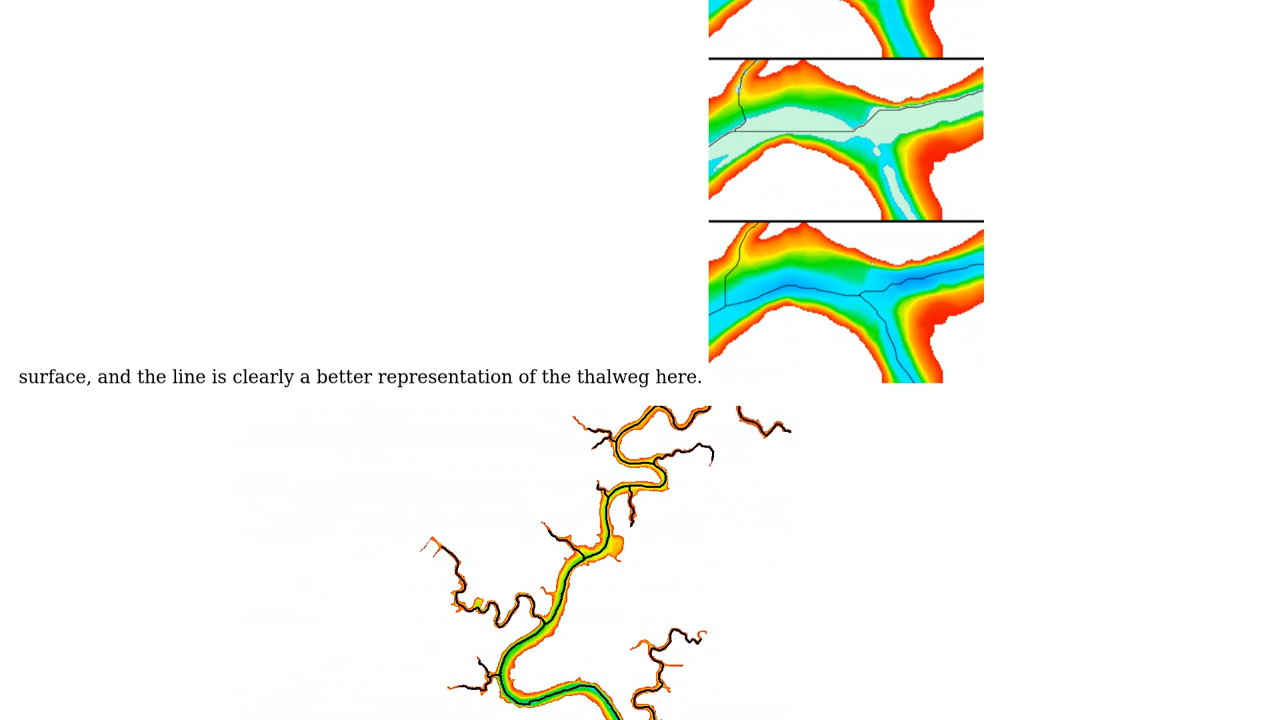 surface, and the line is clearly a better representation of the thalweg here.